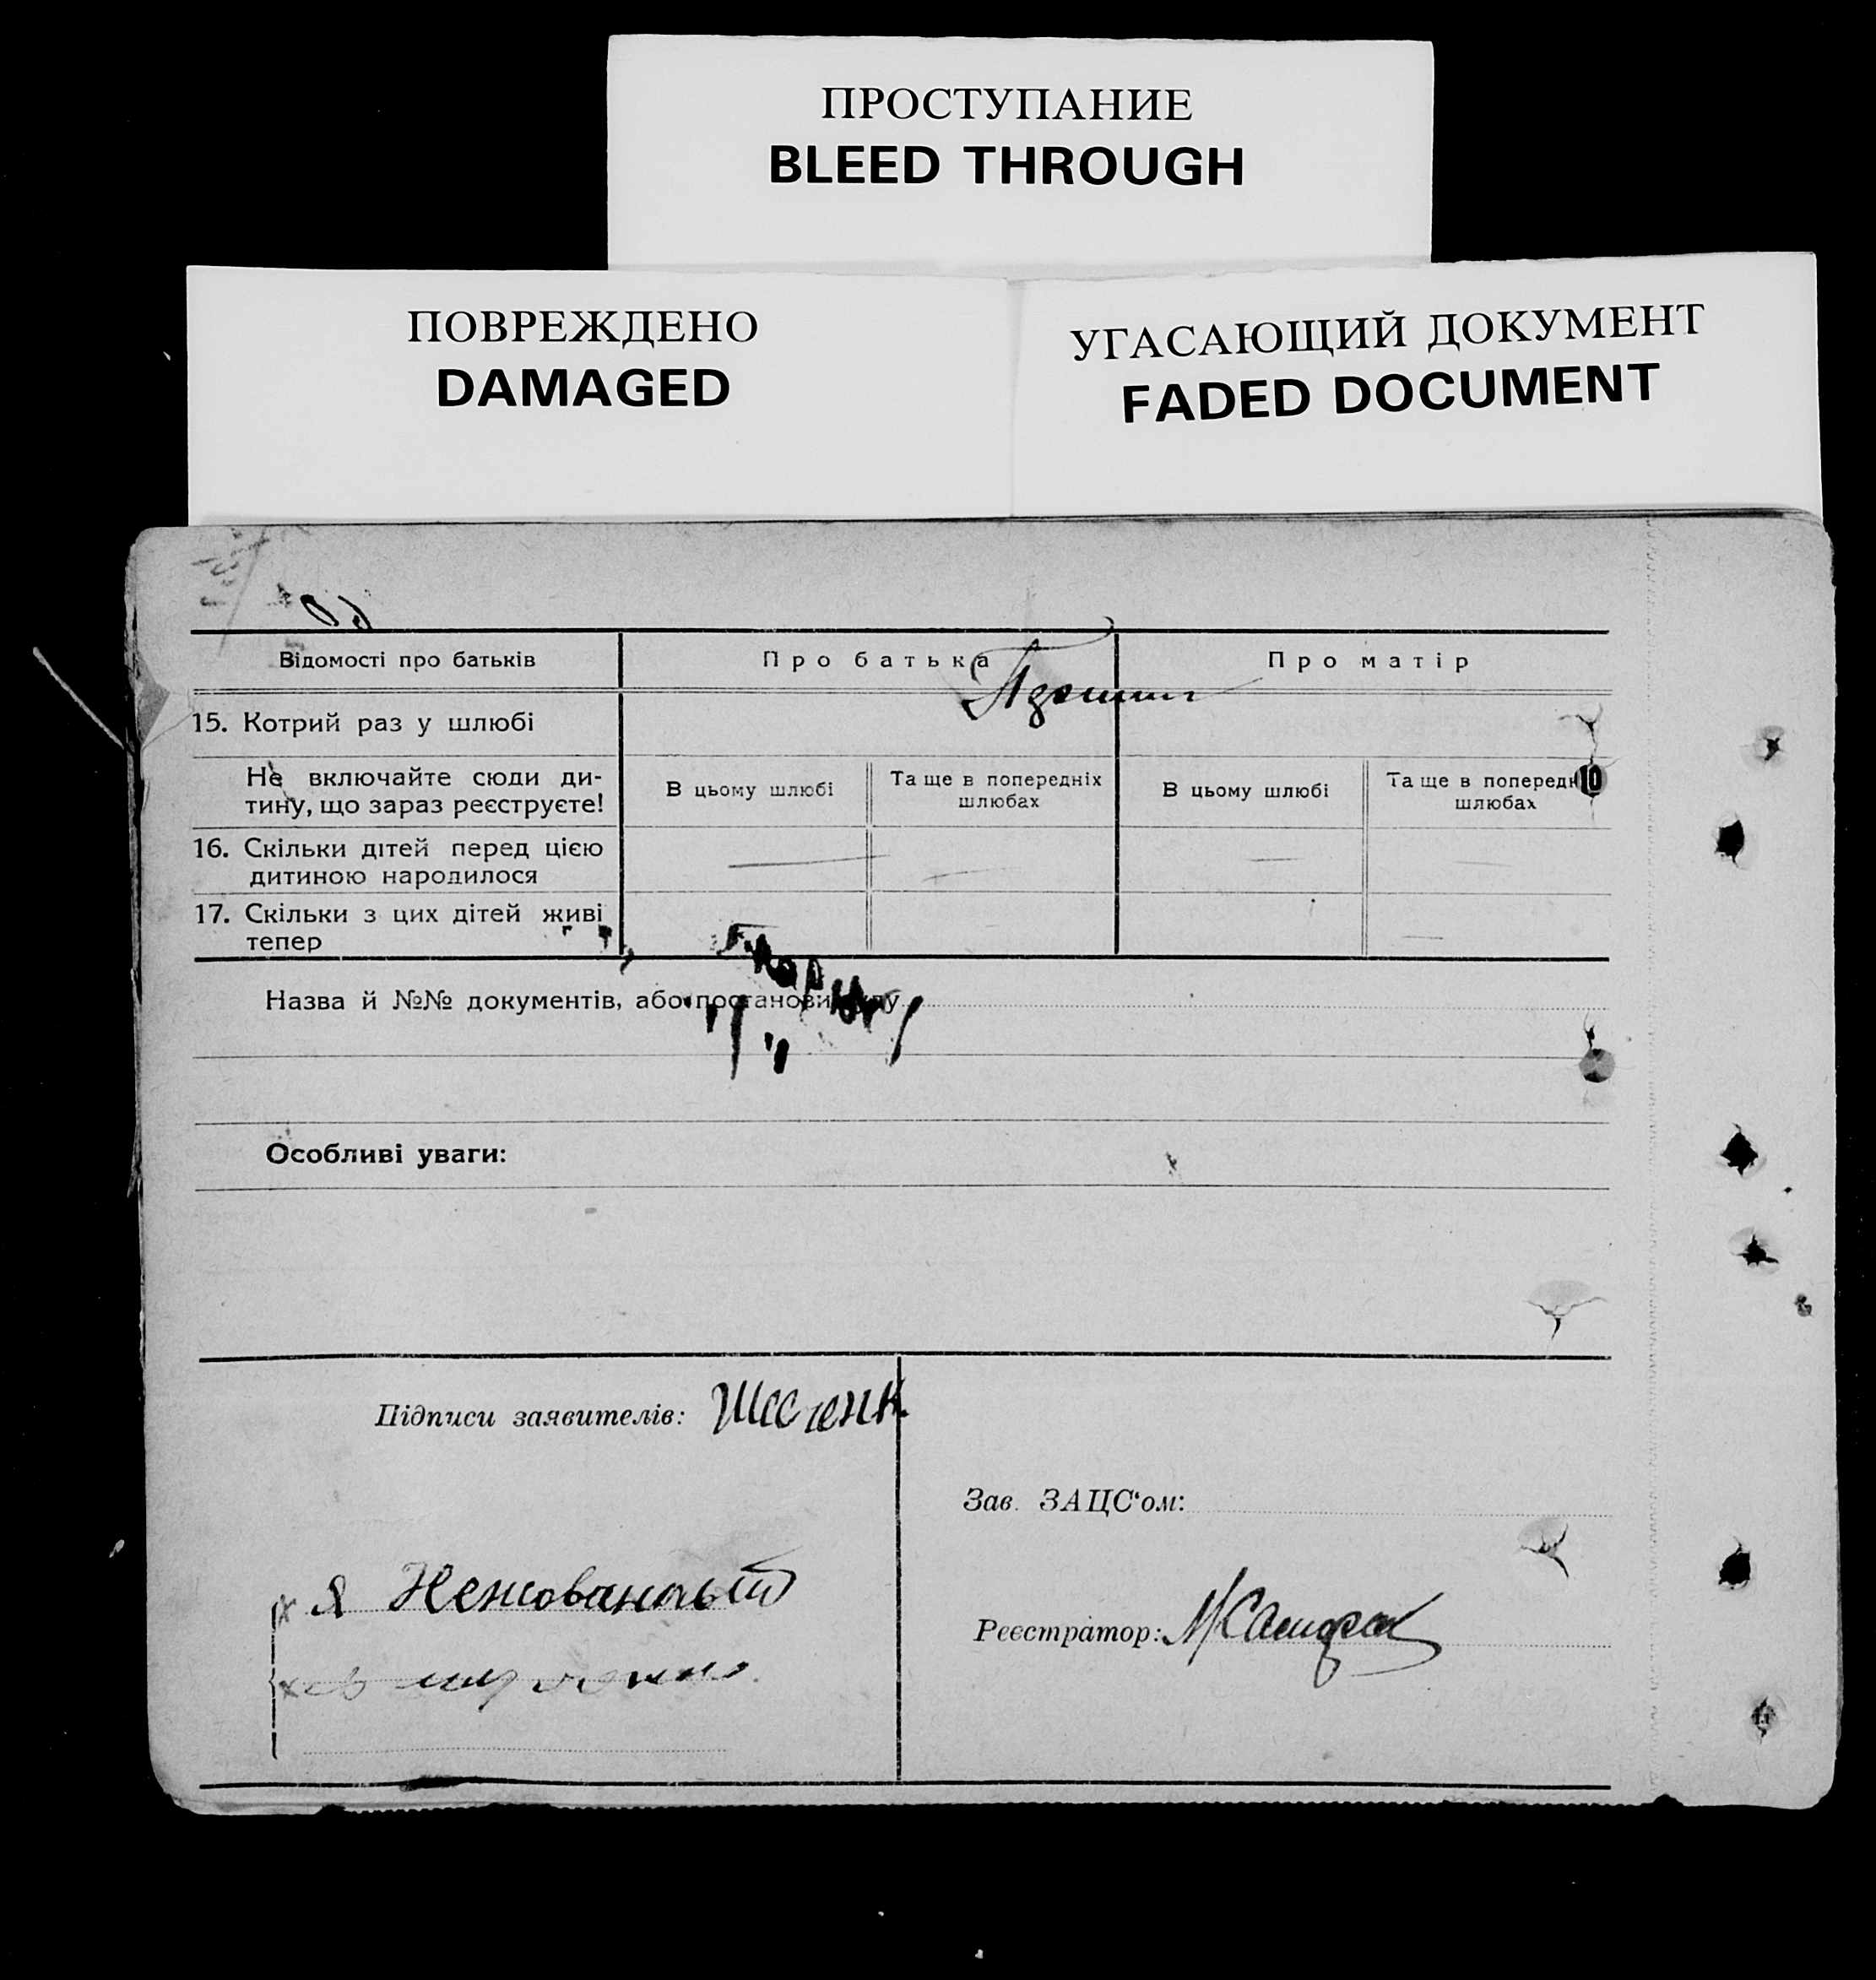 ПРОСТУПАНИЕ
BLEED THROUGH
ПОВРЕЖДЕНО
DAMAGED
УГАСАЮЩИЙ ДОКУМЕНТ
FADED DOCUMENT
Відомості про батьків
Про батька
Про матір
15. Котрий раз у шлюбі
Не включайте сюди ди-
тину, що зараз реєструєте!
В цьому шлюбі
Та ще в попередніх
шлюбах
В цьому шлюбі
Та ще в
шлюбах
16. Скільки дітей перед цією
дитиною народилося
17. Скільки з цих дітей живі
тепер
Назва й №№ документів, або
Особливі уваги:
Підписи заявителів:
Зав. ЗАЦС‘ом:
я
Реєстратор: